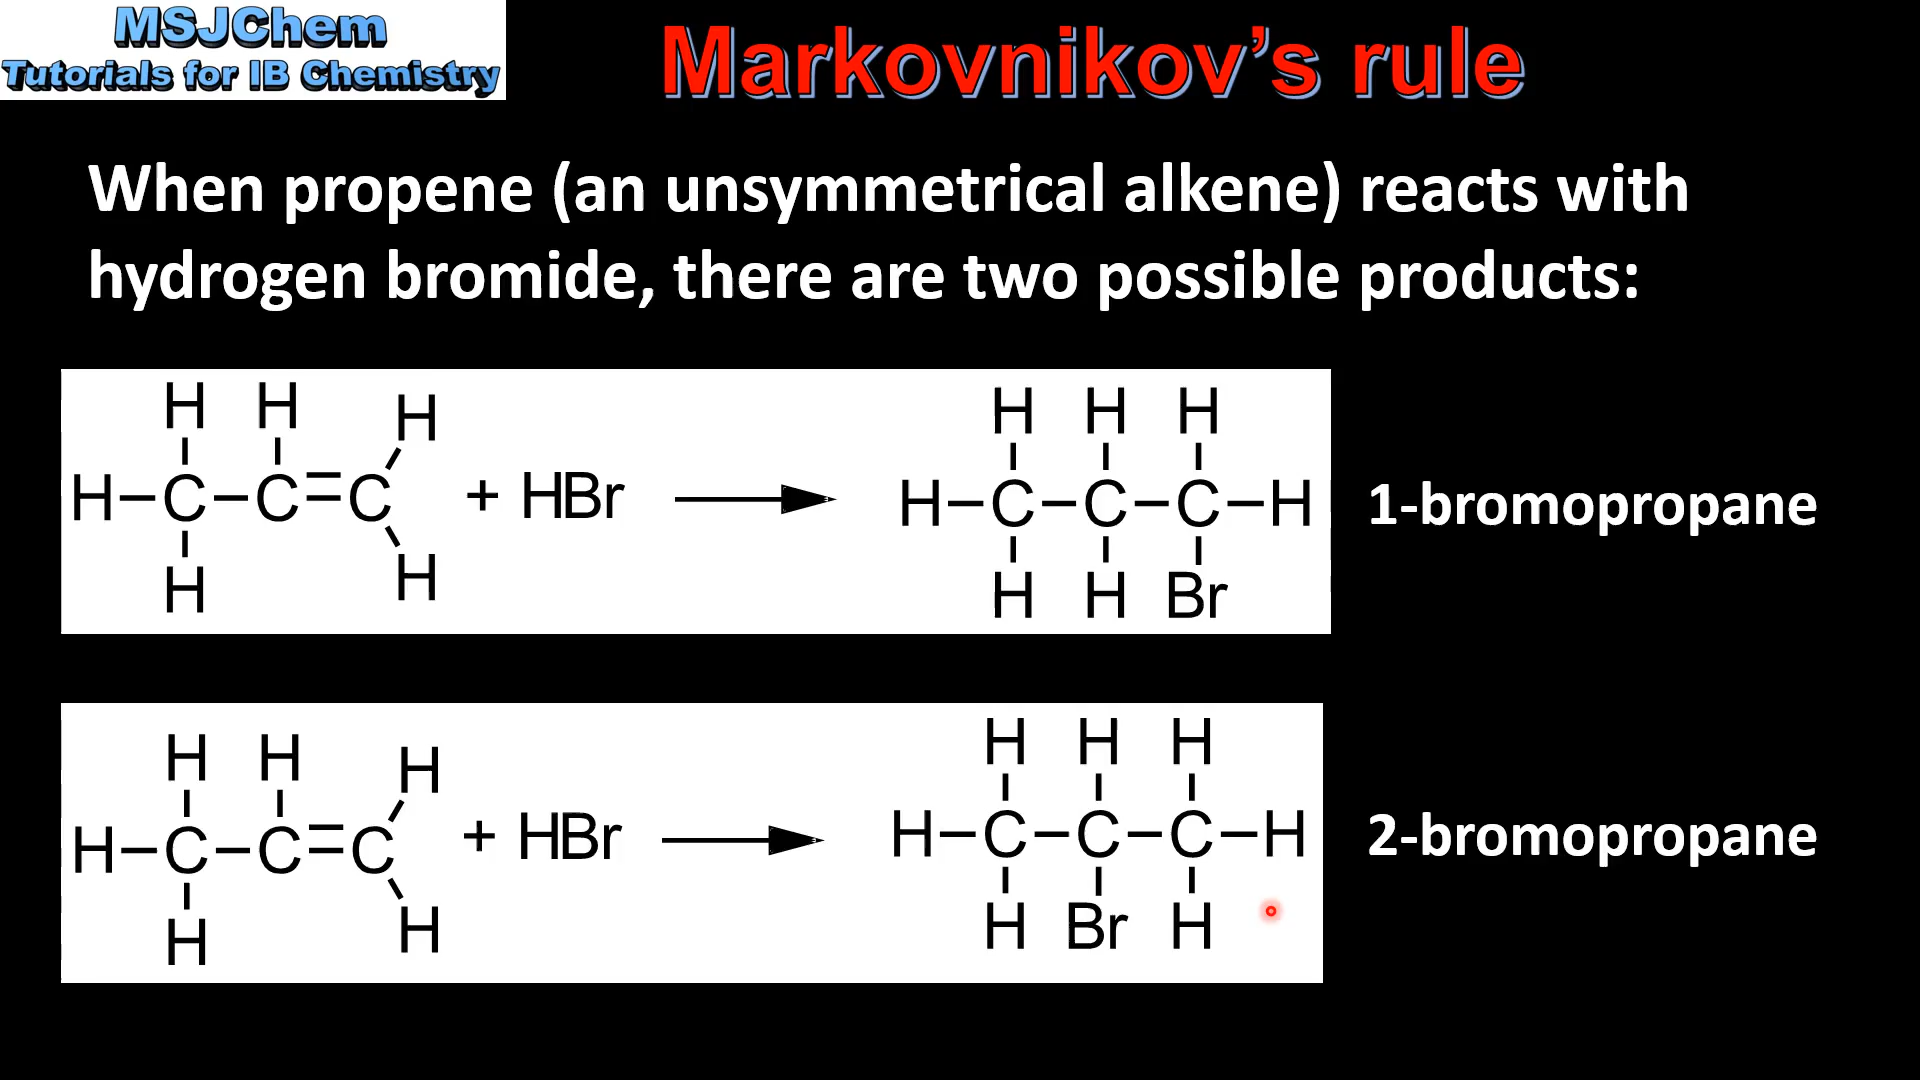 MSJChem
Tutorials for IB Chemistry
Markovnikov's rule
When propene (an unsymmetrical alkene) reacts with
hydrogen bromide, there are two possible products:
H H H
H-C-C=C + HBr
H H
H H H
H-C-C-C-H
H H Br
1-bromopropane
H H H
H-C-C=C + HBr
H H
H H H
H-C-C-C-H
H Br H
2-bromopropane